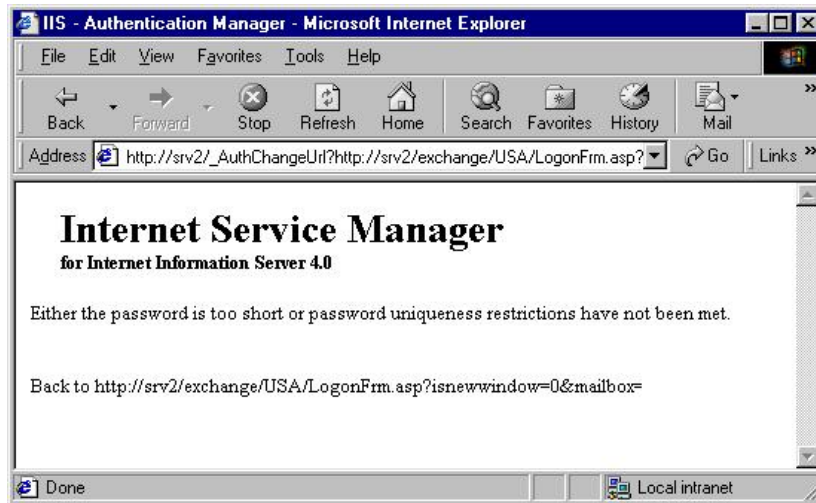 IIS - Authentication Manager - Microsoft Internet Explorer
File Edit View Favorites Tools Help
Back Forward Stop Refresh Home Search Favorites History Mail »
Address http://srv2/_AuthChangeUrl?http://srv2/exchange/USA/LogonFrm.asp? Go Links »
Internet Service Manager
for Internet Information Server 4.0
Either the password is too short or password uniqueness restrictions have not been met.
Back to http://srv2/exchange/USA/LogonFrm.asp?isnewwindow=0&mailbox=
Done Local intranet